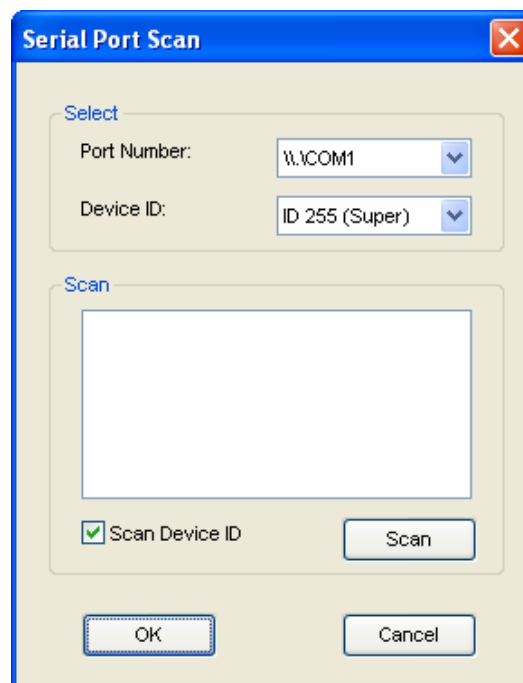 Serial Port Scan
Select
Port Number:
\\.\COM1
Device ID:
ID 255 (Super)
Scan
Scan Device ID
Scan
OK
Cancel